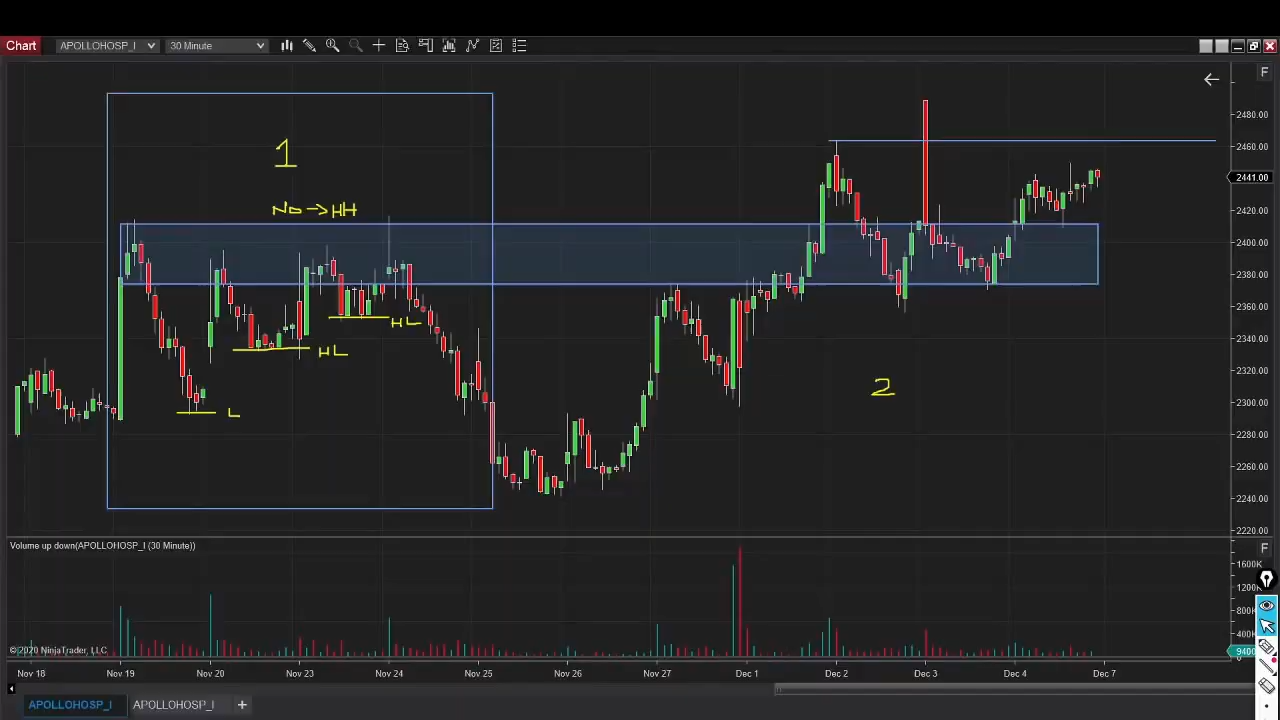 Chart APOLLOHOSP_I 30 Minute
F
2480.00
1
2460.00
2441.00
No → HH
2420.00
2400.00
2380.00
2360.00
HL
HL
2340.00
2320.00
2
L
2300.00
2280.00
2260.00
2240.00
2220.00
Volume up down(APOLLOHOSP_I (30 Minute))
F
1600K
1200K
800K
400K
© 2020 NinjaTrader, LLC
9400
0
Nov 18 Nov 19 Nov 20 Nov 23 Nov 24 Nov 25 Nov 26 Nov 27 Dec 1 Dec 2 Dec 3 Dec 4 Dec 7
APOLLOHOSP_I APOLLOHOSP_I +